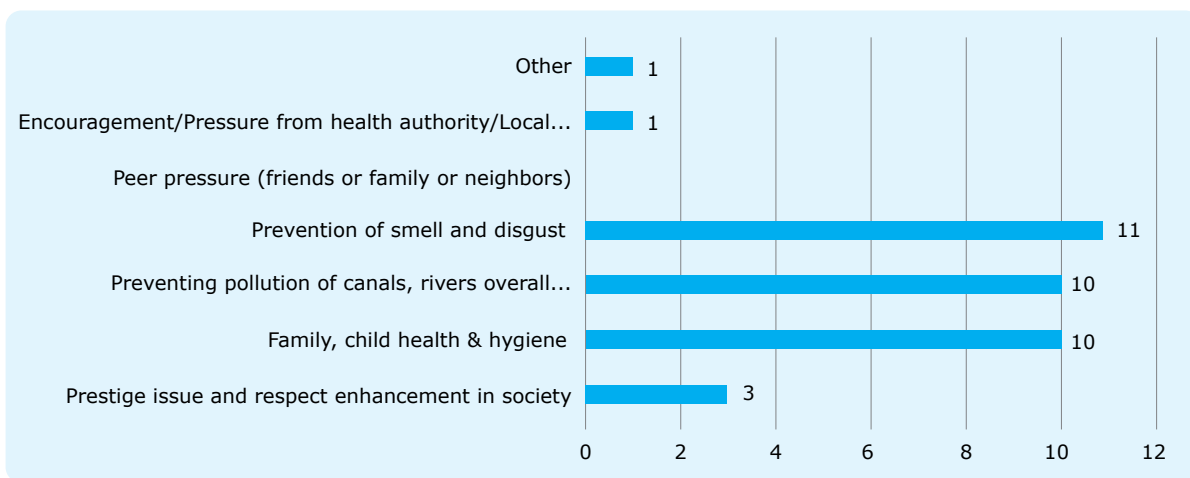 Other 1
Encouragement/Pressure from health authority/Local... 1
Peer pressure (friends or family or neighbors)
Prevention of smell and disgust 11
Preventing pollution of canals, rivers overall... 10
Family, child health & hygiene 10
Prestige issue and respect enhancement in society 3
0 2 4 6 8 10 12